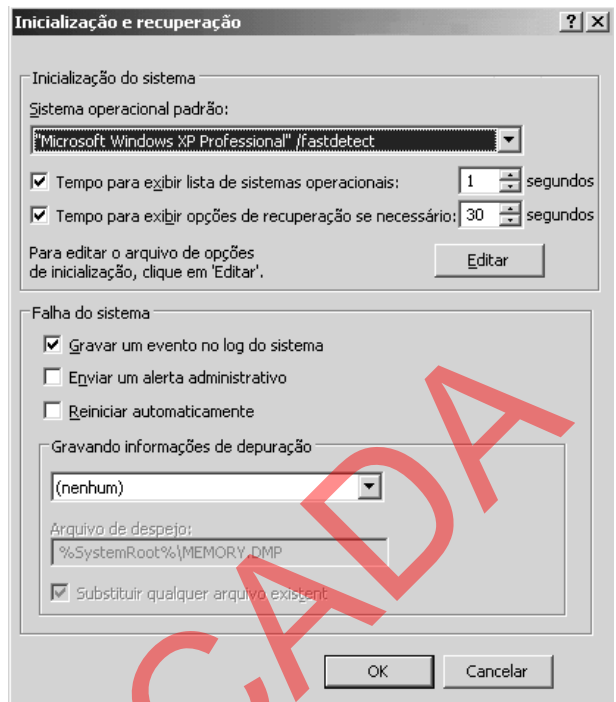 Inicialização e recuperação
Inicialização do sistema
Sistema operacional padrão:
"Microsoft Windows XP Professional" /fastdetect
Tempo para exibir lista de sistemas operacionais: 1 segundos
Tempo para exibir opções de recuperação se necessário: 30 segundos
Para editar o arquivo de opções
de inicialização, clique em 'Editar'.
Editar
Falha do sistema
Gravar um evento no log do sistema
Enviar um alerta administrativo
Reiniciar automaticamente
Gravando informações de depuração
(nenhum)
Arquivo de despejo:
%SystemRoot%\MEMORY.DMP
Substituir qualquer arquivo existent
OK Cancelar
CADA